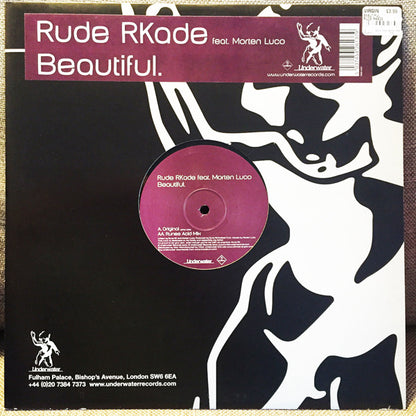 Rude RKade feat. Morten Luco
Beautiful.
Underwater
www.underwaterrecords.com
VIRGIN
Rude RKade feat. Morten Luco
Beautiful.
A. Original
AA. Runes Acid Mix
Underwater
Underwater
Fulham Palace, Bishop's Avenue, London SW6 6EA
+44 (0)20 7384 7373 www.underwaterrecords.com